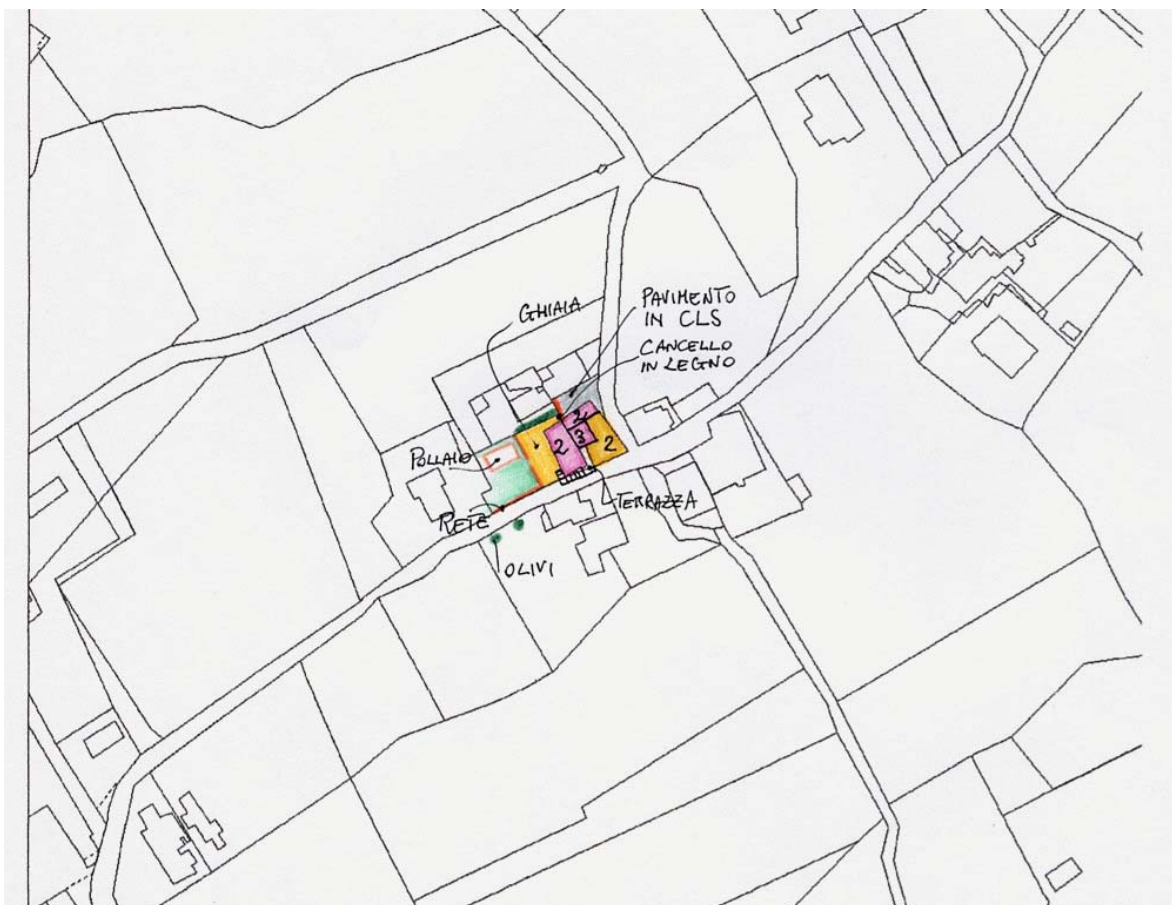 GHIAIA
PAVIMENTO
IN CLS
CANCELLO
IN LEGNO
2
3
2
2
POLLAIO
TERRAZZA
RETE
OLIVI